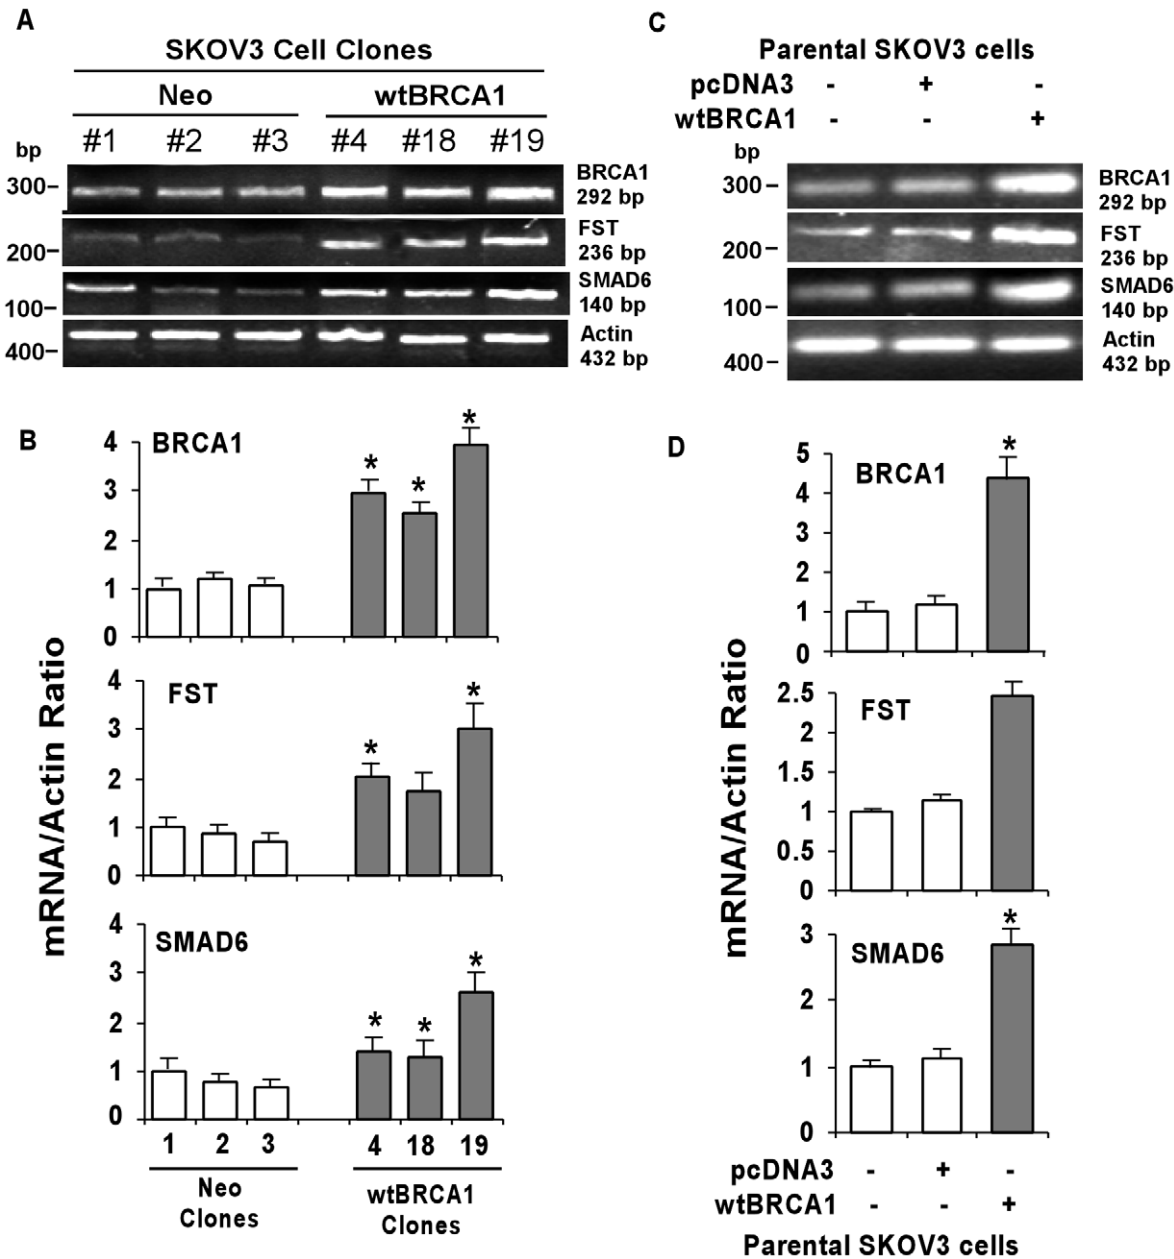 A
SKOV3 Cell Clones
Neo wtBRCA1
#1 #2 #3 #4 #18 #19
bp
300
BRCA1
292 bp
200
FST
236 bp
100
SMAD6
140 bp
400
Actin
432 bp
C
Parental SKOV3 cells
pcDNA3 - + -
wtBRCA1 - - +
bp
300
BRCA1
292 bp
200
FST
236 bp
100
SMAD6
140 bp
400
Actin
432 bp
B
mRNA/Actin Ratio
BRCA1
4
3
2
1
0
* * *
FST
4
3
2
1
0
* *
SMAD6
4
3
2
1
0
* * *
1 2 3 4 18 19
Neo
Clones
wtBRCA1
Clones
D
mRNA/Actin Ratio
BRCA1
5
4
3
2
1
0
*
FST
2.5
2
1.5
1
0.5
0
SMAD6
3
2
1
0
*
pcDNA3 - + -
wtBRCA1 - - +
Parental SKOV3 cells